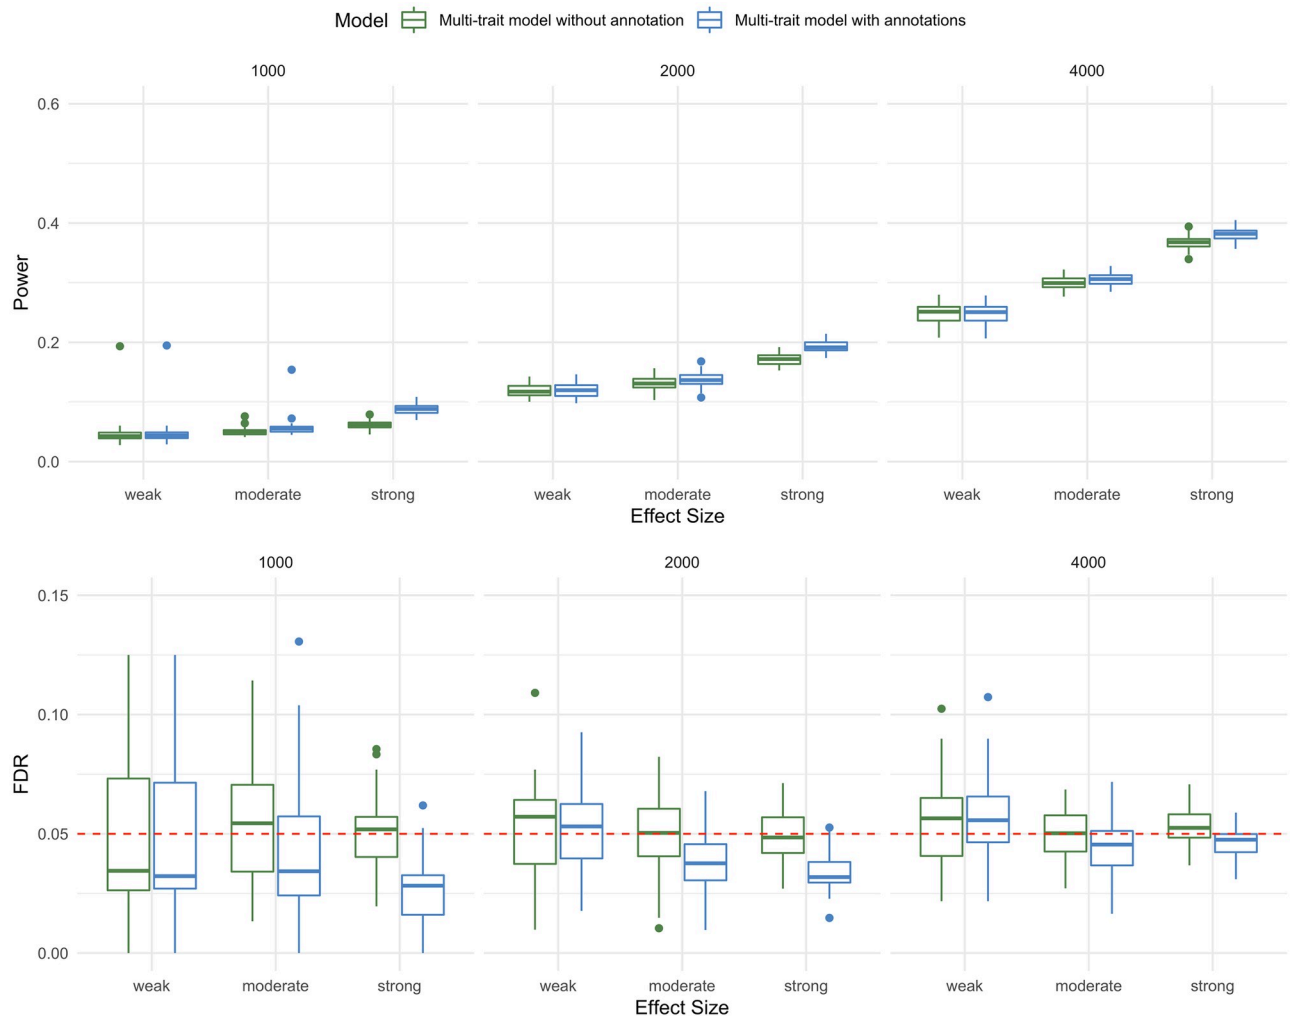 Model Multi-trait model without annotation Multi-trait model with annotations
1000 2000 4000
0.6
0.4
0.2
0.0
Power
weak moderate strong weak moderate strong weak moderate strong
Effect Size
1000 2000 4000
0.15
0.10
0.05
0.00
FDR
weak moderate strong weak moderate strong weak moderate strong
Effect Size